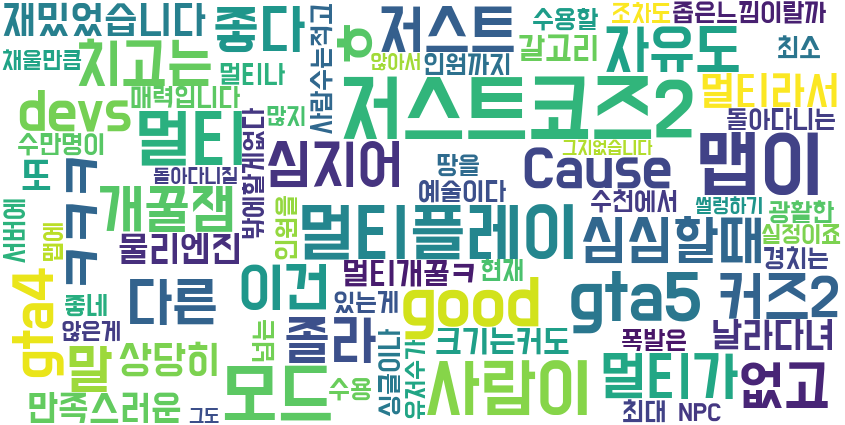 재밌었습니다
좋다
ㅎ
저스트
수용할
조차도
좁은느낌이랄까
채울만큼
치고는
멀티나
사람수는적고
않아서
인원까지
갈고리
자유도
최소
devs
매력입니다
많지
저스트코즈2
멀티라서
돌아다니는
수만명이
멀티
밖에할게없다
심지어
땅을
Cause
그지없습니다
맵이
또
ㅋㅋㅋ
돌아다니질
예술이다
수천에서
썰렁하기
광활한
서버에
맵에
개꿀잼
물리엔진
인원을
멀티플레이
심심할때
실정이죠
경치는
gta4
좋네
않은게
다른
이건
멀티개꿀ㅋ
현재
있는게
good
gta5
커즈2
말
상당히
넘는
졸라
싱글이나
유저수가
크기는커도
폭발은
날라다녀
만족스러운
그도
모드
수용
사람이
멀티가
최대
NPC
없고